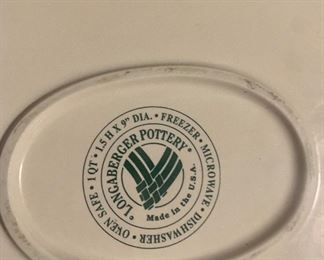 OVEN SAFE • 1 QT • 1.5 H X 9" DIA. • FREEZER • MICROWAVE • DISHWASHER •
LONGABERGER POTTERY®
Made in the U.S.A.